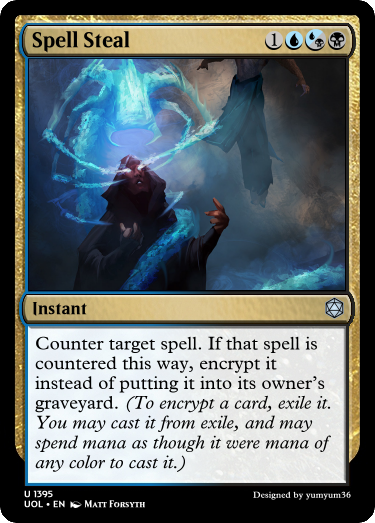 Spell Steal
1
Instant
Counter target spell. If that spell is
countered this way, encrypt it
instead of putting it into its owner's
graveyard. (To encrypt a card, exile it.
You may cast it from exile, and may
spend mana as though it were mana of
any color to cast it.)
U 1395
UOL • EN Matt Forsyth
Designed by yumyum36